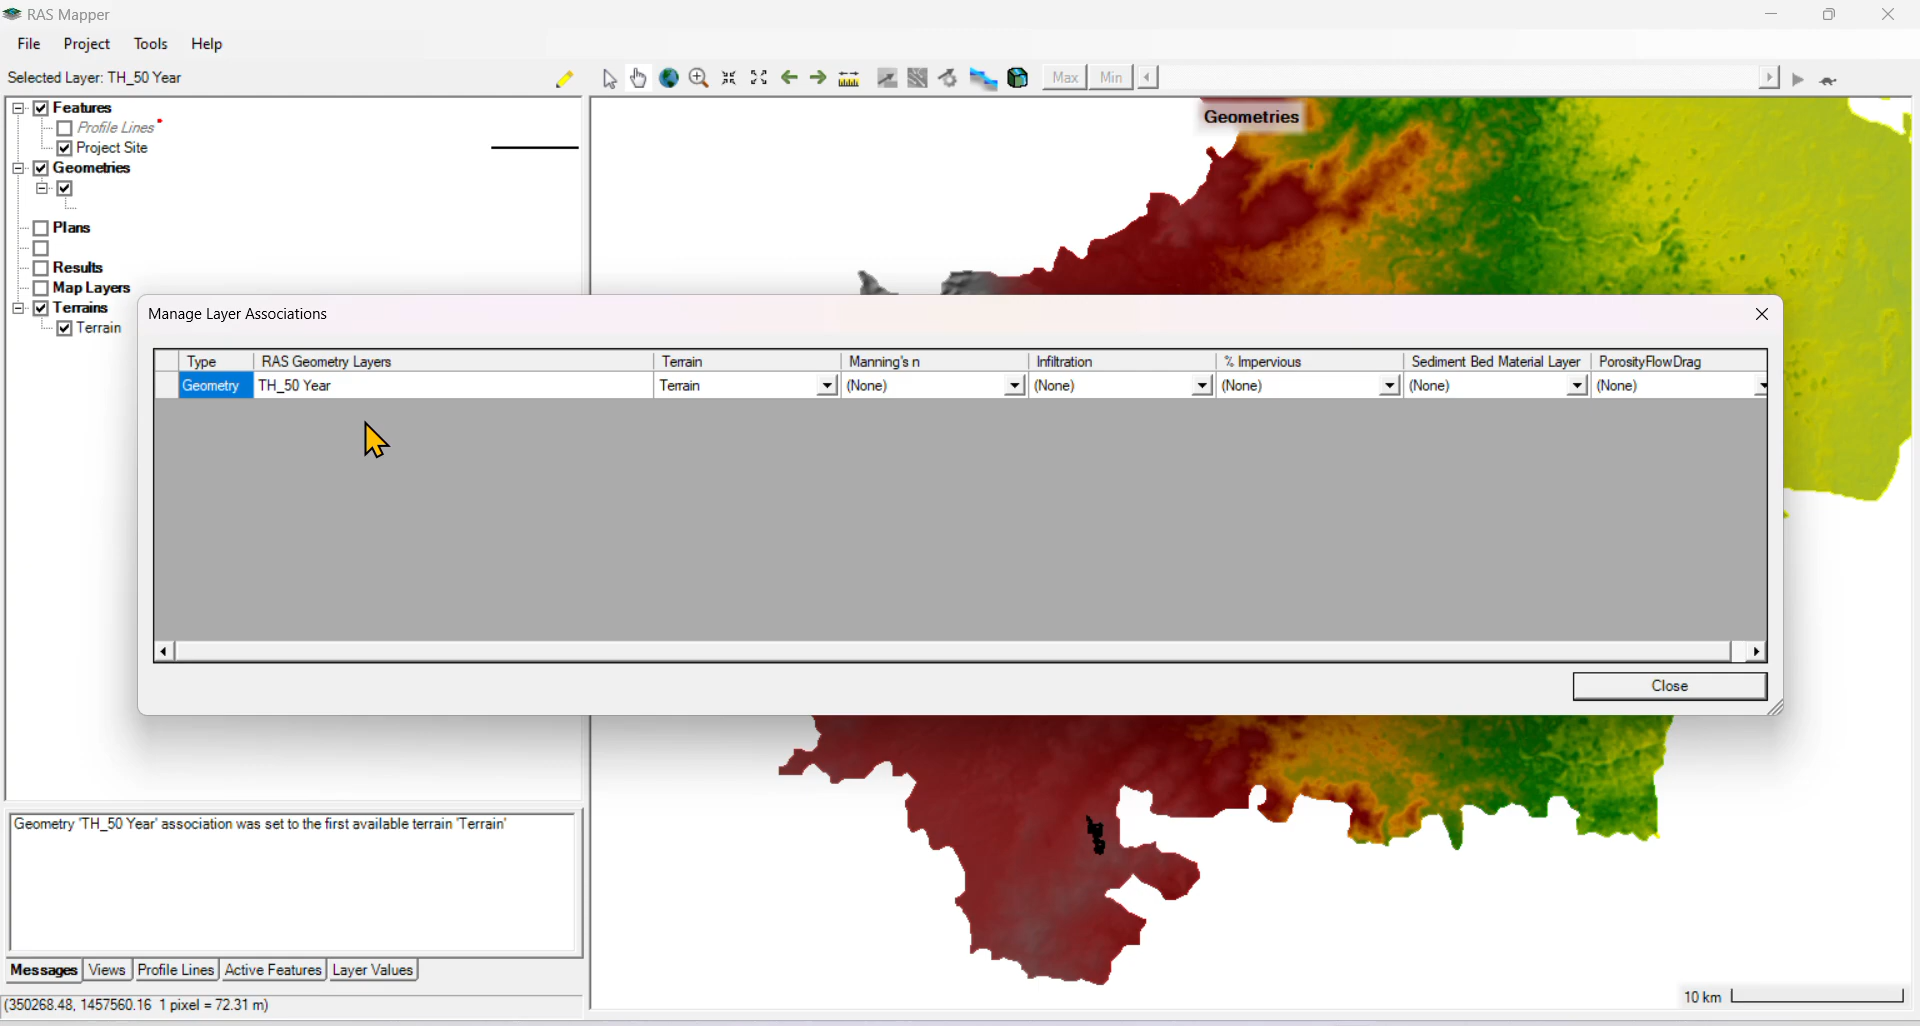 RAS Mapper
File Project Tools Help
Selected Layer: TH_50 Year
Max Min
Features
Profile Lines
Project Site
Geometries
Plans
Results
Map Layers
Terrains
Terrain
Geometries
Manage Layer Associations
Type RAS Geometry Layers Terrain Manning's n Infiltration % Impervious Sediment Bed Material Layer PorosityFlowDrag
Geometry TH_50 Year Terrain (None) (None) (None) (None) (None)
Close
Geometry 'TH_50 Year' association was set to the first available terrain 'Terrain'
Messages Views Profile Lines Active Features Layer Values
(350268.48, 1457560.16 1 pixel = 72.31 m)
10 km